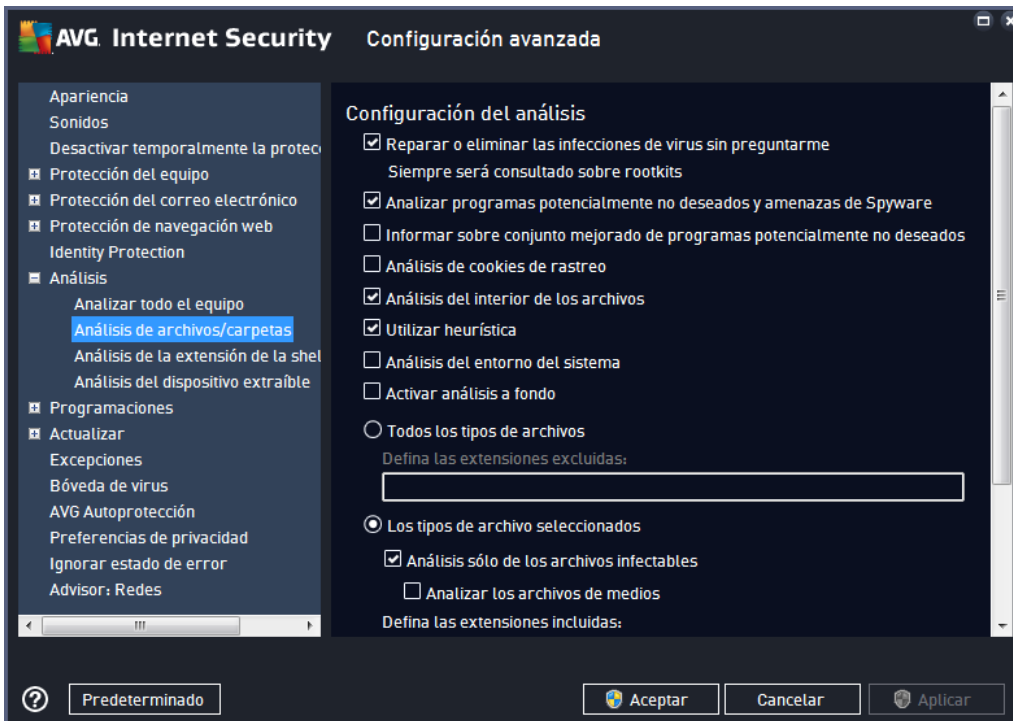 AVG Internet Security Configuración avanzada
Apariencia
Sonidos
Desactivar temporalmente la protec
Protección del equipo
Protección del correo electrónico
Protección de navegación web
Identity Protection
Análisis
Analizar todo el equipo
Análisis de archivos/carpetas
Análisis de la extensión de la shel
Análisis del dispositivo extraíble
Programaciones
Actualizar
Excepciones
Bóveda de virus
AVG Autoprotección
Preferencias de privacidad
Ignorar estado de error
Advisor: Redes
Configuración del análisis
Reparar o eliminar las infecciones de virus sin preguntarme
Siempre será consultado sobre rootkits
Analizar programas potencialmente no deseados y amenazas de Spyware
Informar sobre conjunto mejorado de programas potencialmente no deseados
Análisis de cookies de rastreo
Análisis del interior de los archivos
Utilizar heurística
Análisis del entorno del sistema
Activar análisis a fondo
Todos los tipos de archivos
Defina las extensiones excluidas:
Los tipos de archivo seleccionados
Análisis sólo de los archivos infectables
Analizar los archivos de medios
Defina las extensiones incluidas:
? Predeterminado Aceptar Cancelar Aplicar